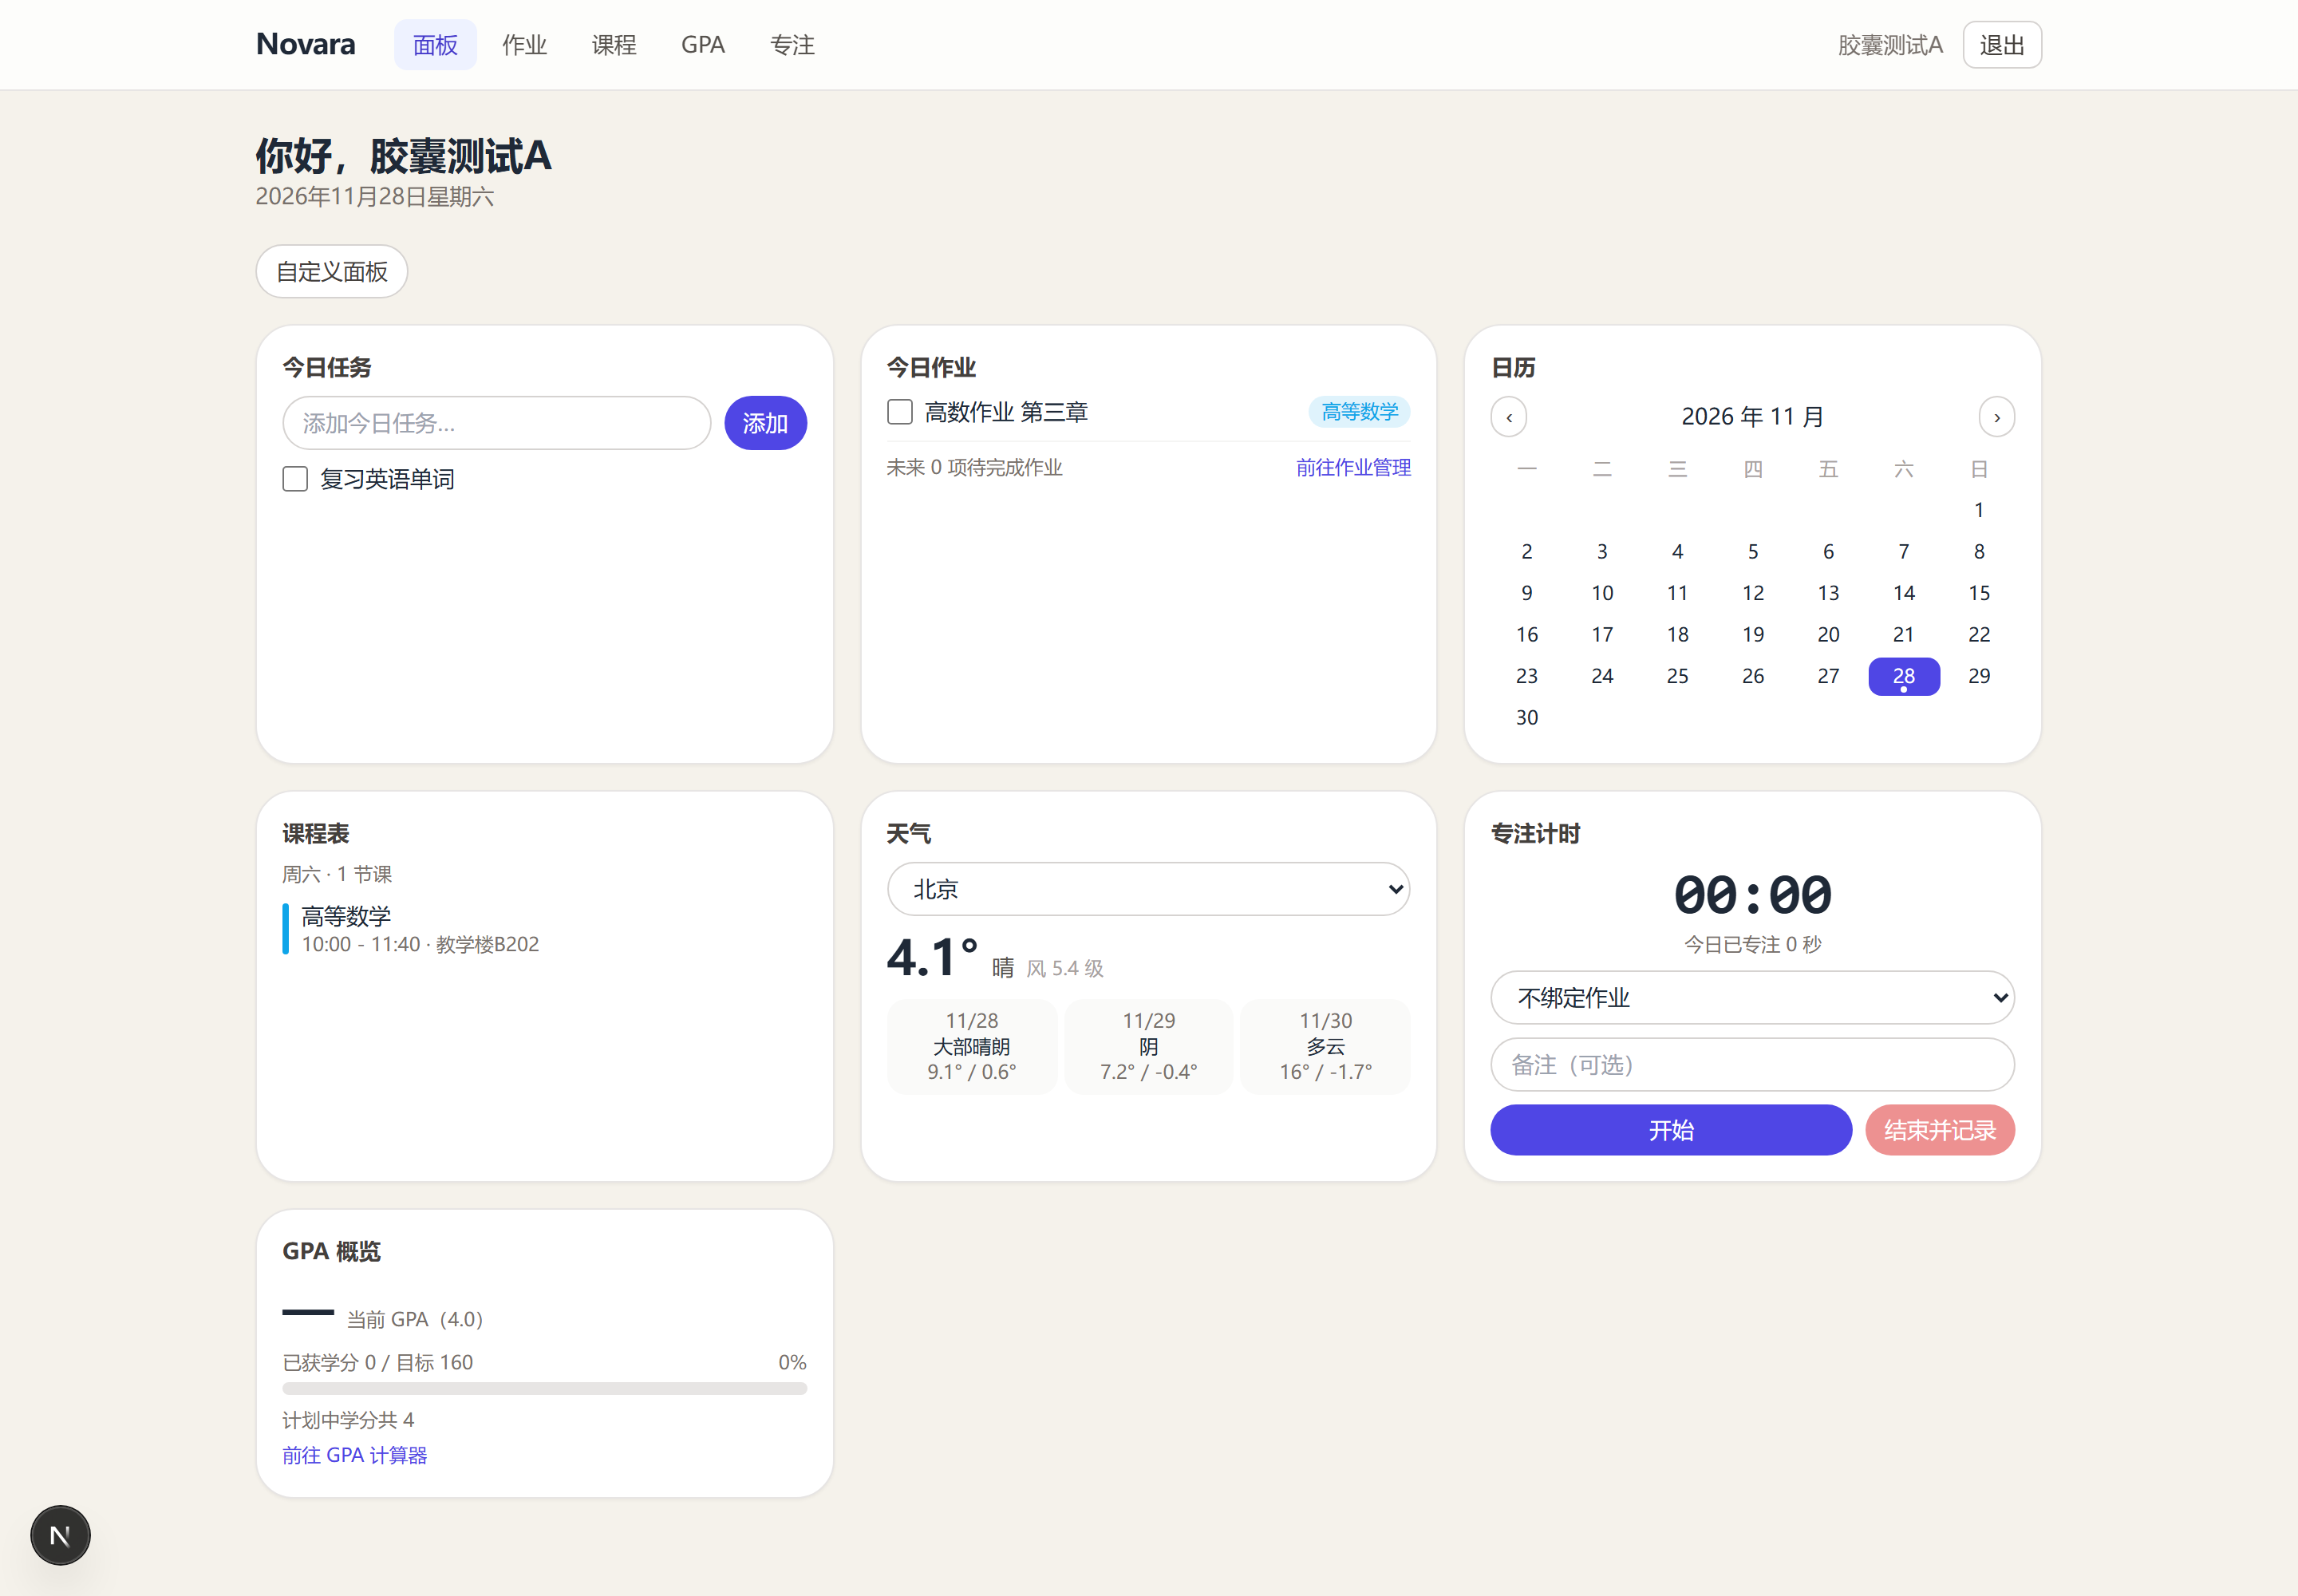 Novara 面板 作业 课程 GPA 专注 胶囊测试A 退出
你好，胶囊测试A
2026年11月28日星期六
自定义面板
今日任务
添加今日任务... 添加
复习英语单词
今日作业
高数作业 第三章 高等数学
未来 0 项待完成作业 前往作业管理
日历
‹ 2026 年 11 月 ›
一 二 三 四 五 六 日
1
2 3 4 5 6 7 8
9 10 11 12 13 14 15
16 17 18 19 20 21 22
23 24 25 26 27 28 29
30
课程表
周六 · 1 节课
高等数学
10:00 - 11:40 · 教学楼B202
天气
北京
4.1° 晴 风 5.4 级
11/28 11/29 11/30
大部晴朗 阴 多云
9.1° / 0.6° 7.2° / -0.4° 16° / -1.7°
专注计时
00:00
今日已专注 0 秒
不绑定作业
备注（可选）
开始 结束并记录
GPA 概览
— 当前 GPA（4.0）
已获学分 0 / 目标 160 0%
计划中学分共 4
前往 GPA 计算器
N